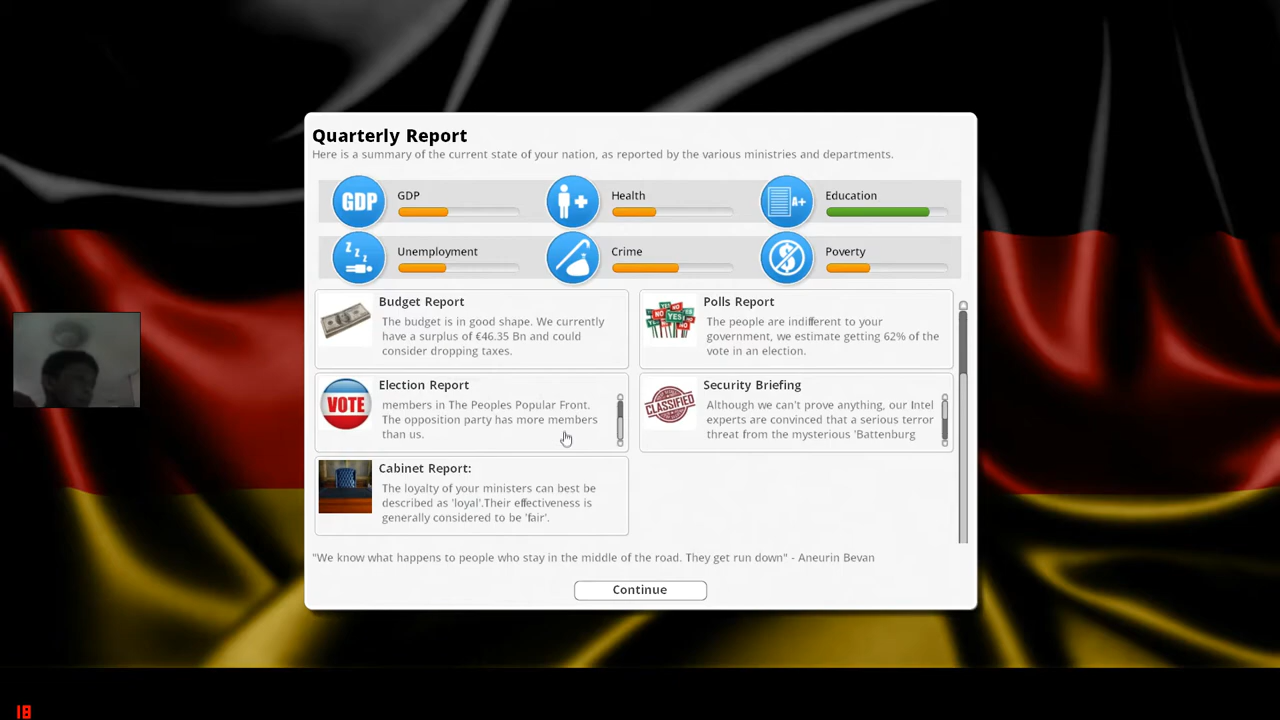 Quarterly Report
Here is a summary of the current state of your nation, as reported by the various ministries and departments.
GDP
GDP
Health
A+
Education
Z Z Z
Unemployment
Crime
$
Poverty
Budget Report
The budget is in good shape. We currently
have a surplus of €46.35 Bn and could
consider dropping taxes.
NO YES NO YES NO
Polls Report
The people are indifferent to your
government, we estimate getting 62% of the
vote in an election.
VOTE
Election Report
members in The Peoples Popular Front.
The opposition party has more members
than us.
CLASSIFIED
Security Briefing
Although we can't prove anything, our Intel
experts are convinced that a serious terror
threat from the mysterious 'Battenburg
Cabinet Report:
The loyalty of your ministers can best be
described as 'loyal'.Their effectiveness is
generally considered to be 'fair'.
"We know what happens to people who stay in the middle of the road. They get run down" - Aneurin Bevan
Continue
18